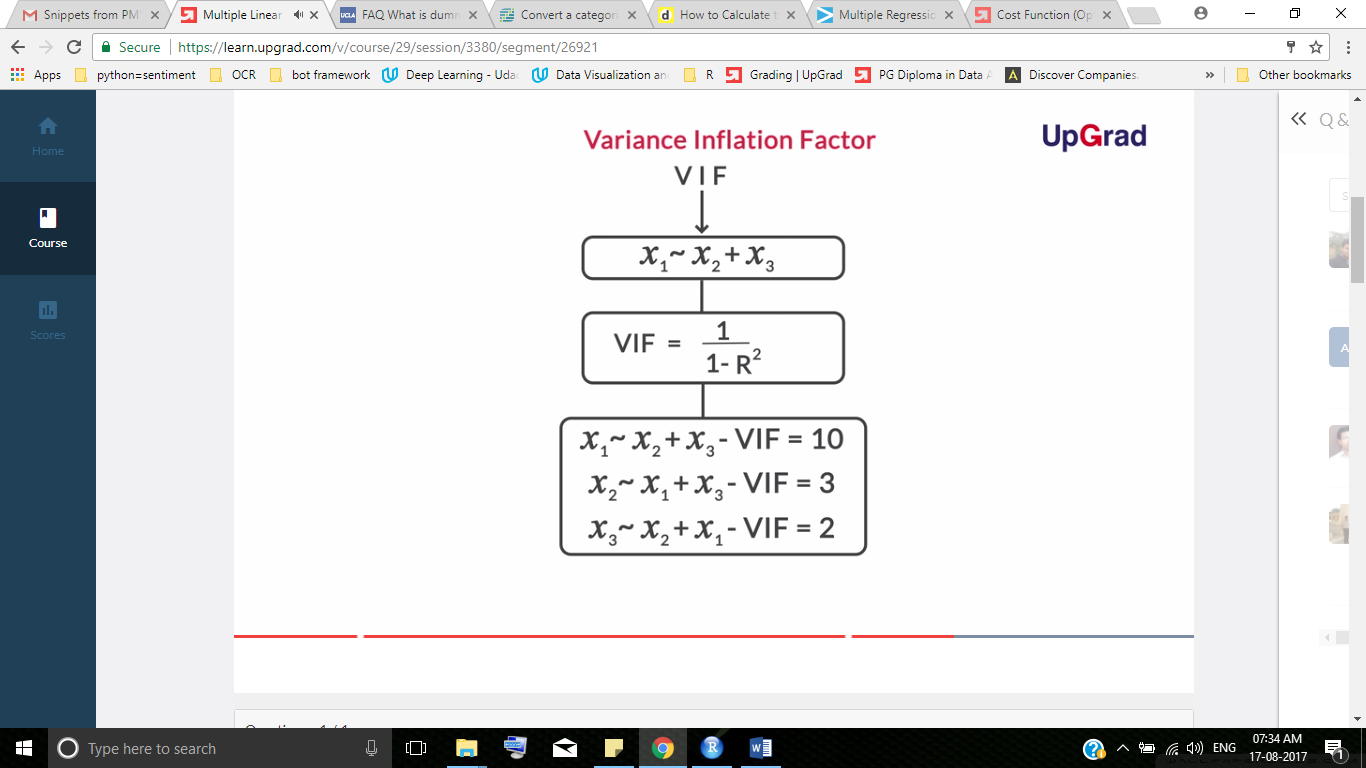 Snippets from PM
Multiple Linear
FAQ What is dumm
Convert a categor
How to Calculate t
Multiple Regressio
Cost Function (Op
Secure | https://learn.upgrad.com/v/course/29/session/3380/segment/26921
Apps python=sentiment OCR bot framework Deep Learning - Uda Data Visualization an R Grading | UpGrad PG Diploma in Data A Discover Companies » Other bookmarks
Home
Course
Scores
Variance Inflation Factor
UpGrad
« Q &
V I F
x₁ ~ x₂ + x₃
VIF = 1 / 1- R²
x₁ ~ x₂ + x₃ - VIF = 10
x₂ ~ x₁ + x₃ - VIF = 3
x₃ ~ x₂ + x₁ - VIF = 2
A
Type here to search
ENG
07:34 AM
17-08-2017
1